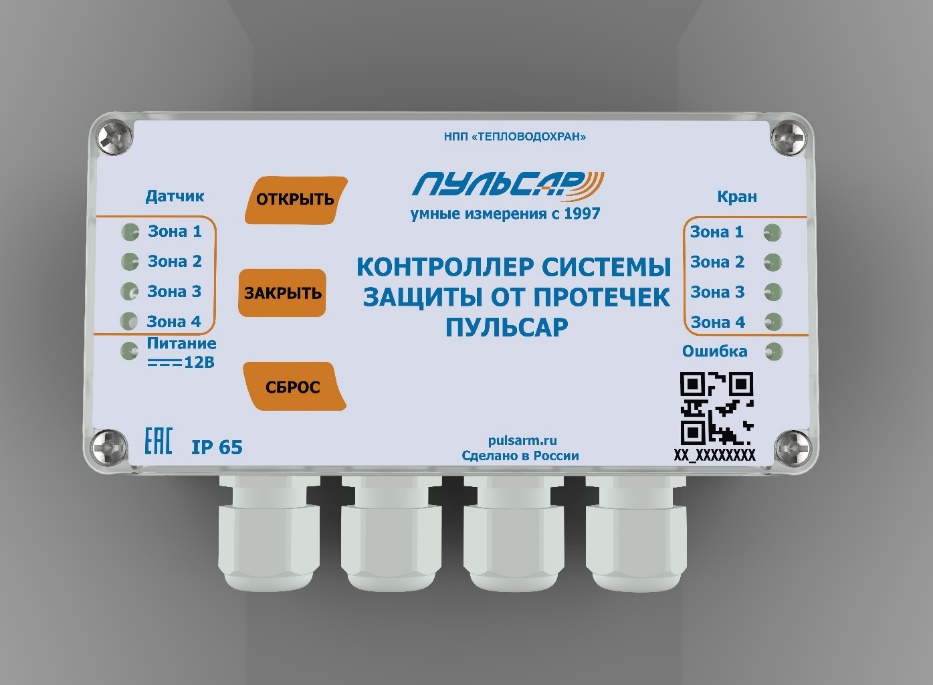 НПП «ТЕПЛОВОДОХРАН»
ПУЛЬСАР
умные измерения с 1997
Датчик
Зона 1
Зона 2
Зона 3
Зона 4
Питание
===12В
ОТКРЫТЬ
ЗАКРЫТЬ
СБРОС
КОНТРОЛЛЕР СИСТЕМЫ
ЗАЩИТЫ ОТ ПРОТЕЧЕК
ПУЛЬСАР
Кран
Зона 1
Зона 2
Зона 3
Зона 4
Ошибка
XX_XXXXXXXX
EAC IP 65
pulsarm.ru
Сделано в России